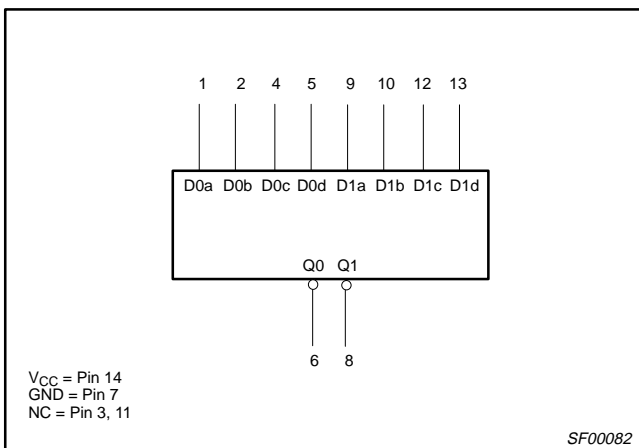 1 2 4 5 9 10 12 13
D0a D0b D0c D0d D1a D1b D1c D1d
Q0 Q1
6 8
VCC = Pin 14
GND = Pin 7
NC = Pin 3, 11
SF00082